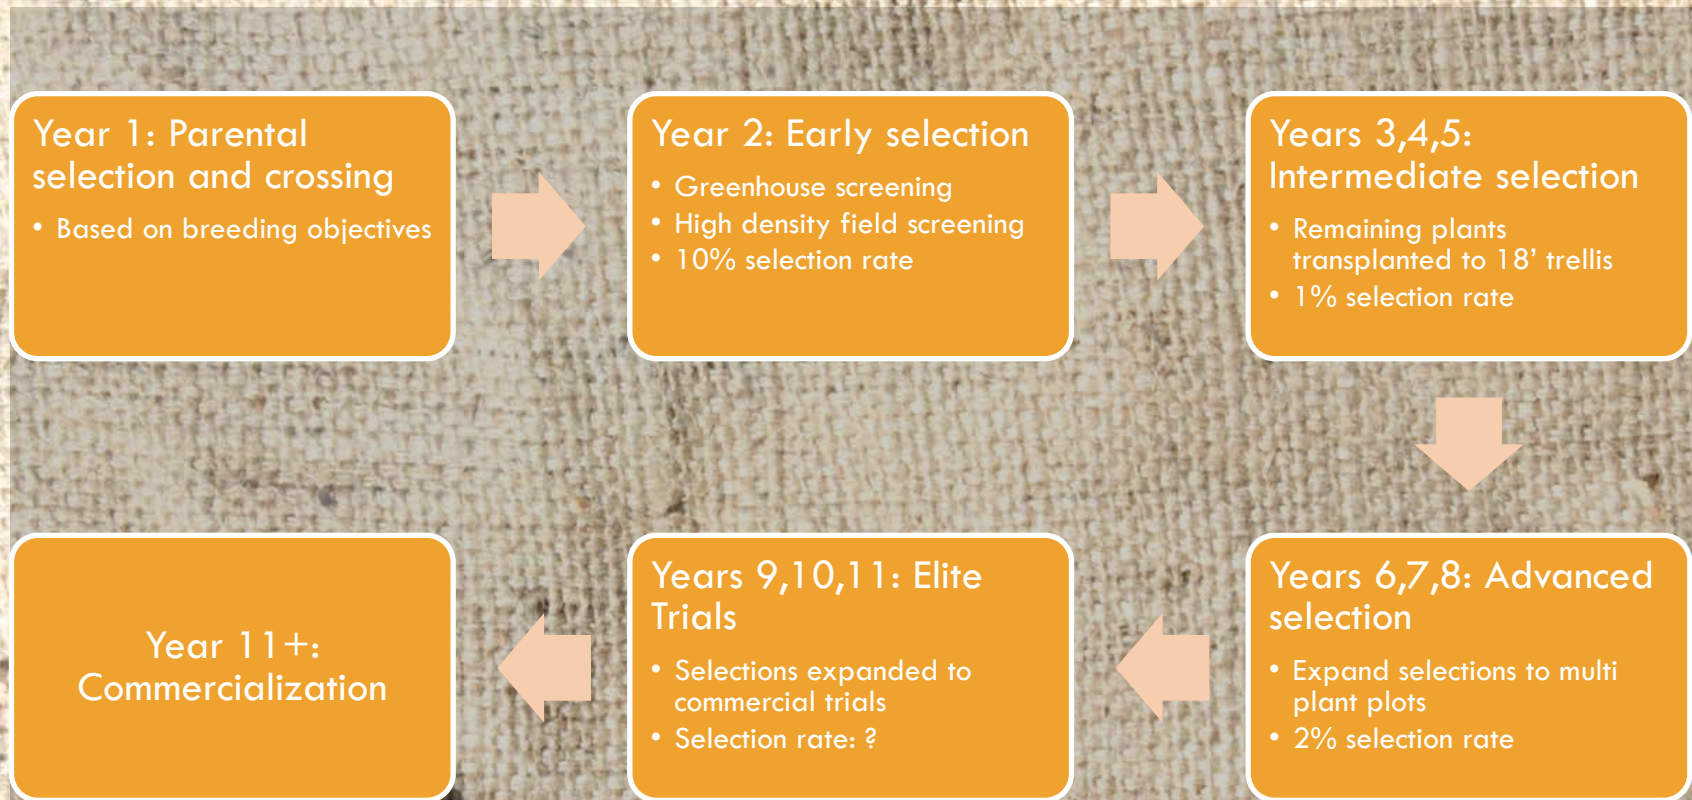 Year 1: Parental
selection and crossing
• Based on breeding objectives
Year 2: Early selection
• Greenhouse screening
• High density field screening
• 10% selection rate
Years 3,4,5:
Intermediate selection
• Remaining plants
transplanted to 18’ trellis
• 1% selection rate
Years 6,7,8: Advanced
selection
• Expand selections to multi
plant plots
• 2% selection rate
Years 9,10,11: Elite
Trials
• Selections expanded to
commercial trials
• Selection rate: ?
Year 11+:
Commercialization